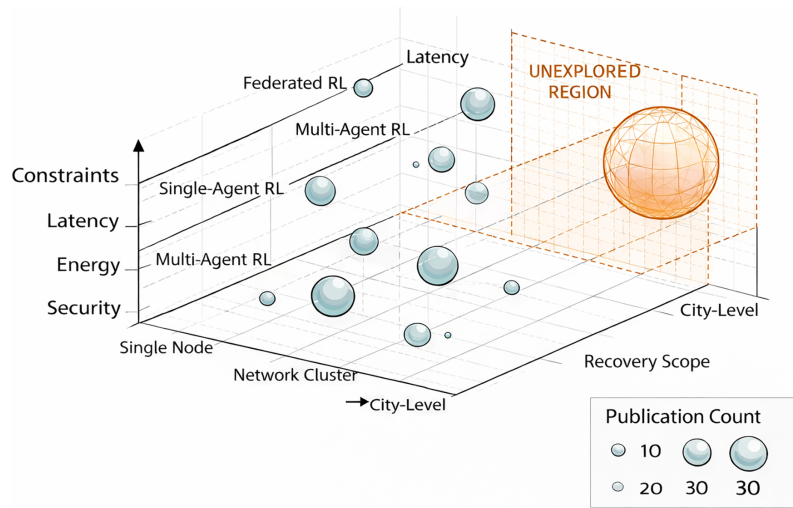 Latency
Federated RL
UNEXPLORED
REGION
Multi-Agent RL
Constraints
Single-Agent RL
Latency
Energy
Multi-Agent RL
Security
City-Level
Single Node
Recovery Scope
Network Cluster
City-Level
Publication Count
10
20 30 30